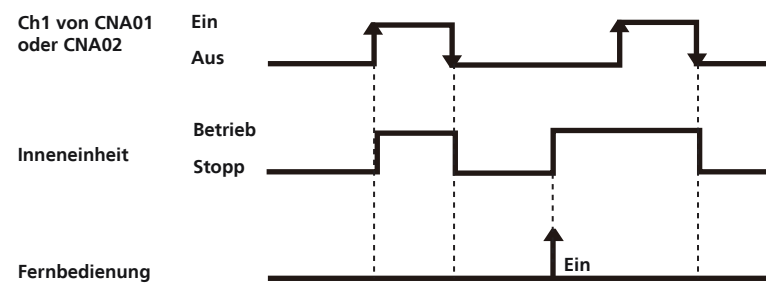 Ch1 von CNA01
oder CNA02
Ein
Aus
Inneneinheit
Betrieb
Stopp
Fernbedienung
Ein